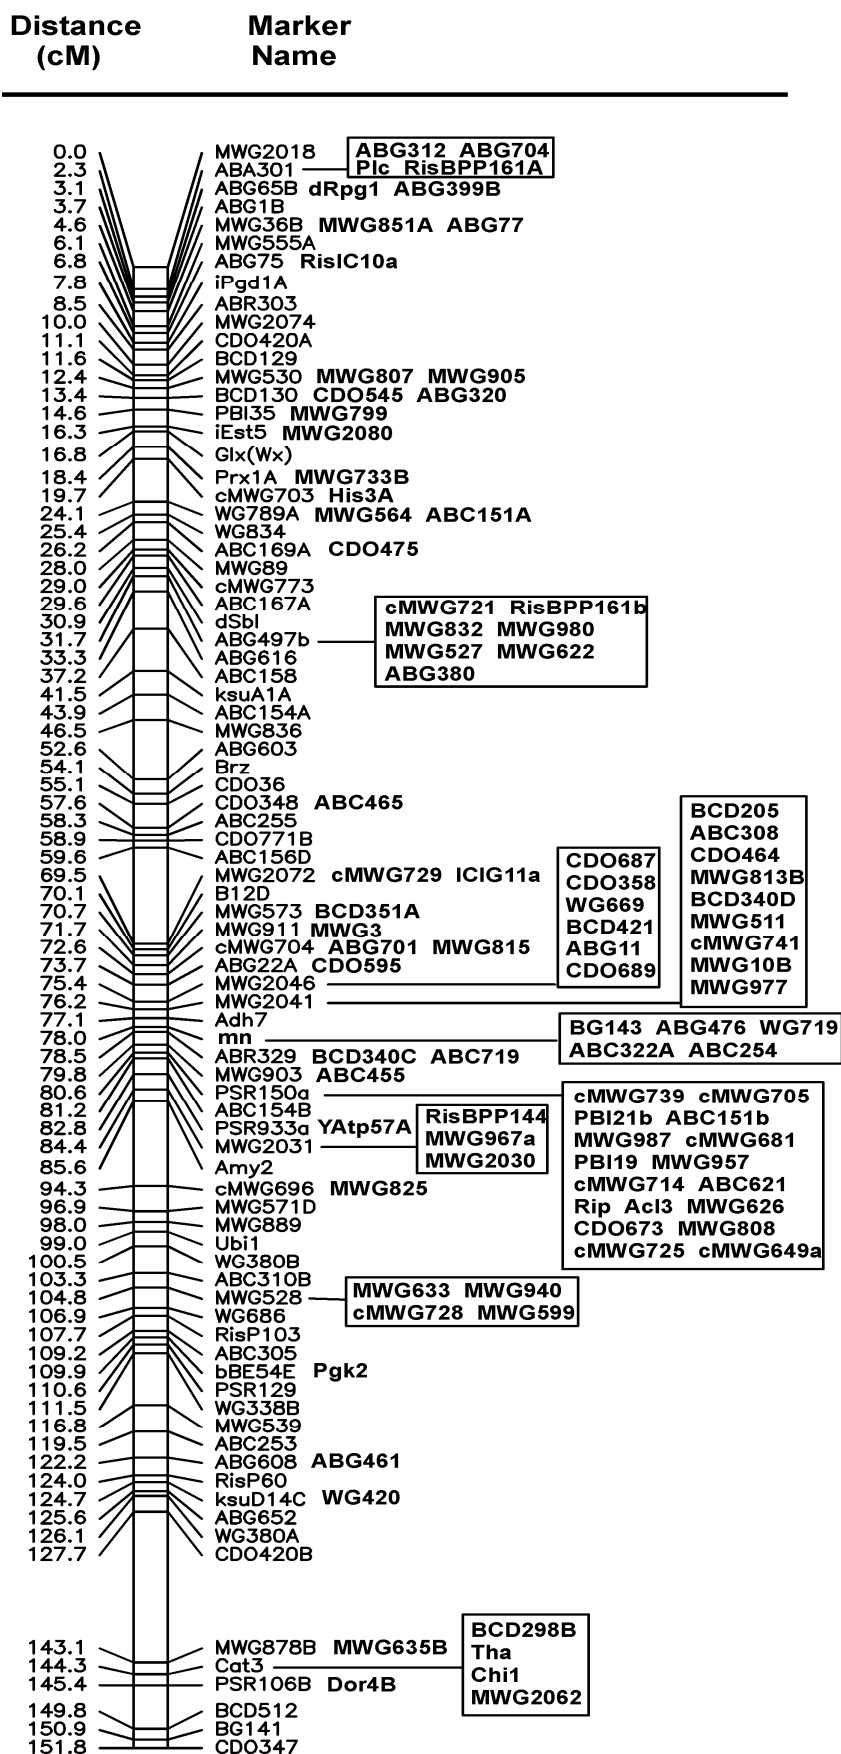 Distance Marker
(cM) Name
0.0 MWG2018 ABG312 ABG704
2.3 ABA301 Plc RisBPP161A
3.1 ABG65B dRpg1 ABG399B
3.7 ABG1B
4.6 MWG36B MWG851A ABG77
6.1 MWG555A
6.8 ABG75 RisIC10a
7.8 iPgd1A
8.5 ABR303
10.0 MWG2074
11.1 CDO420A
11.6 BCD129
12.4 MWG530 MWG807 MWG905
13.4 BCD130 CDO545 ABG320
14.6 PBI35 MWG799
16.3 iEst5 MWG2080
16.8 Glx(Wx)
18.4 Prx1A MWG733B
19.7 cMWG703 His3A
24.1 WG789A MWG564 ABC151A
25.4 WG834
26.2 ABC169A CDO475
28.0 MWG89
29.0 cMWG773
29.6 ABC167A cMWG721 RisBPP161b
30.9 dSbl MWG832 MWG980
31.7 ABG497b MWG527 MWG622
33.3 ABG616 ABG380
37.2 ABC158
41.5 ksuA1A
43.9 ABC154A
46.5 MWG836
52.6 ABG603
54.1 Brz
55.1 CDO36
57.6 CDO348 ABC465
58.3 ABC255
58.9 CDO771B
59.6 ABC156D
69.5 MWG2072 cMWG729 ICIG11a
70.1 B12D
70.7 MWG573 BCD351A
71.7 MWG911 MWG3
72.6 cMWG704 ABG701 MWG815
73.7 ABG22A CDO595
75.4 MWG2046
CDO687
CDO358
WG669
BCD421
ABG11
CDO689
76.2 MWG2041
BCD205
ABC308
CDO464
MWG813B
BCD340D
MWG511
cMWG741
MWG10B
MWG977
77.1 Adh7
78.0 mn
BG143 ABG476 WG719
ABC322A ABC254
78.5 ABR329 BCD340C ABC719
79.8 MWG903 ABC455
80.6 PSR150a
cMWG739 cMWG705
PBI21b ABC151b
MWG987 cMWG681
PBI19 MWG957
cMWG714 ABC621
Rip Acl3 MWG626
CDO673 MWG808
cMWG725 cMWG649a
81.2 ABC154B
82.8 PSR933a YAtp57A
84.4 MWG2031
RisBPP144
MWG967a
MWG2030
85.6 Amy2
94.3 cMWG696 MWG825
96.9 MWG571D
98.0 MWG889
99.0 Ubi1
100.5 WG380B
103.3 ABC310B
104.8 MWG528
MWG633 MWG940
cMWG728 MWG599
106.9 WG686
107.7 RisP103
109.2 ABC305
109.9 bBE54E Pgk2
110.6 PSR129
111.5 WG338B
116.8 MWG539
119.5 ABC253
122.2 ABG608 ABG461
124.0 RisP60
124.7 ksuD14C WG420
125.6 ABG652
126.1 WG380A
127.7 CDO420B
143.1 MWG878B MWG635B
144.3 Cat3
BCD298B
Tha
Chi1
MWG2062
145.4 PSR106B Dor4B
149.8 BCD512
150.9 BG141
151.8 CDO347